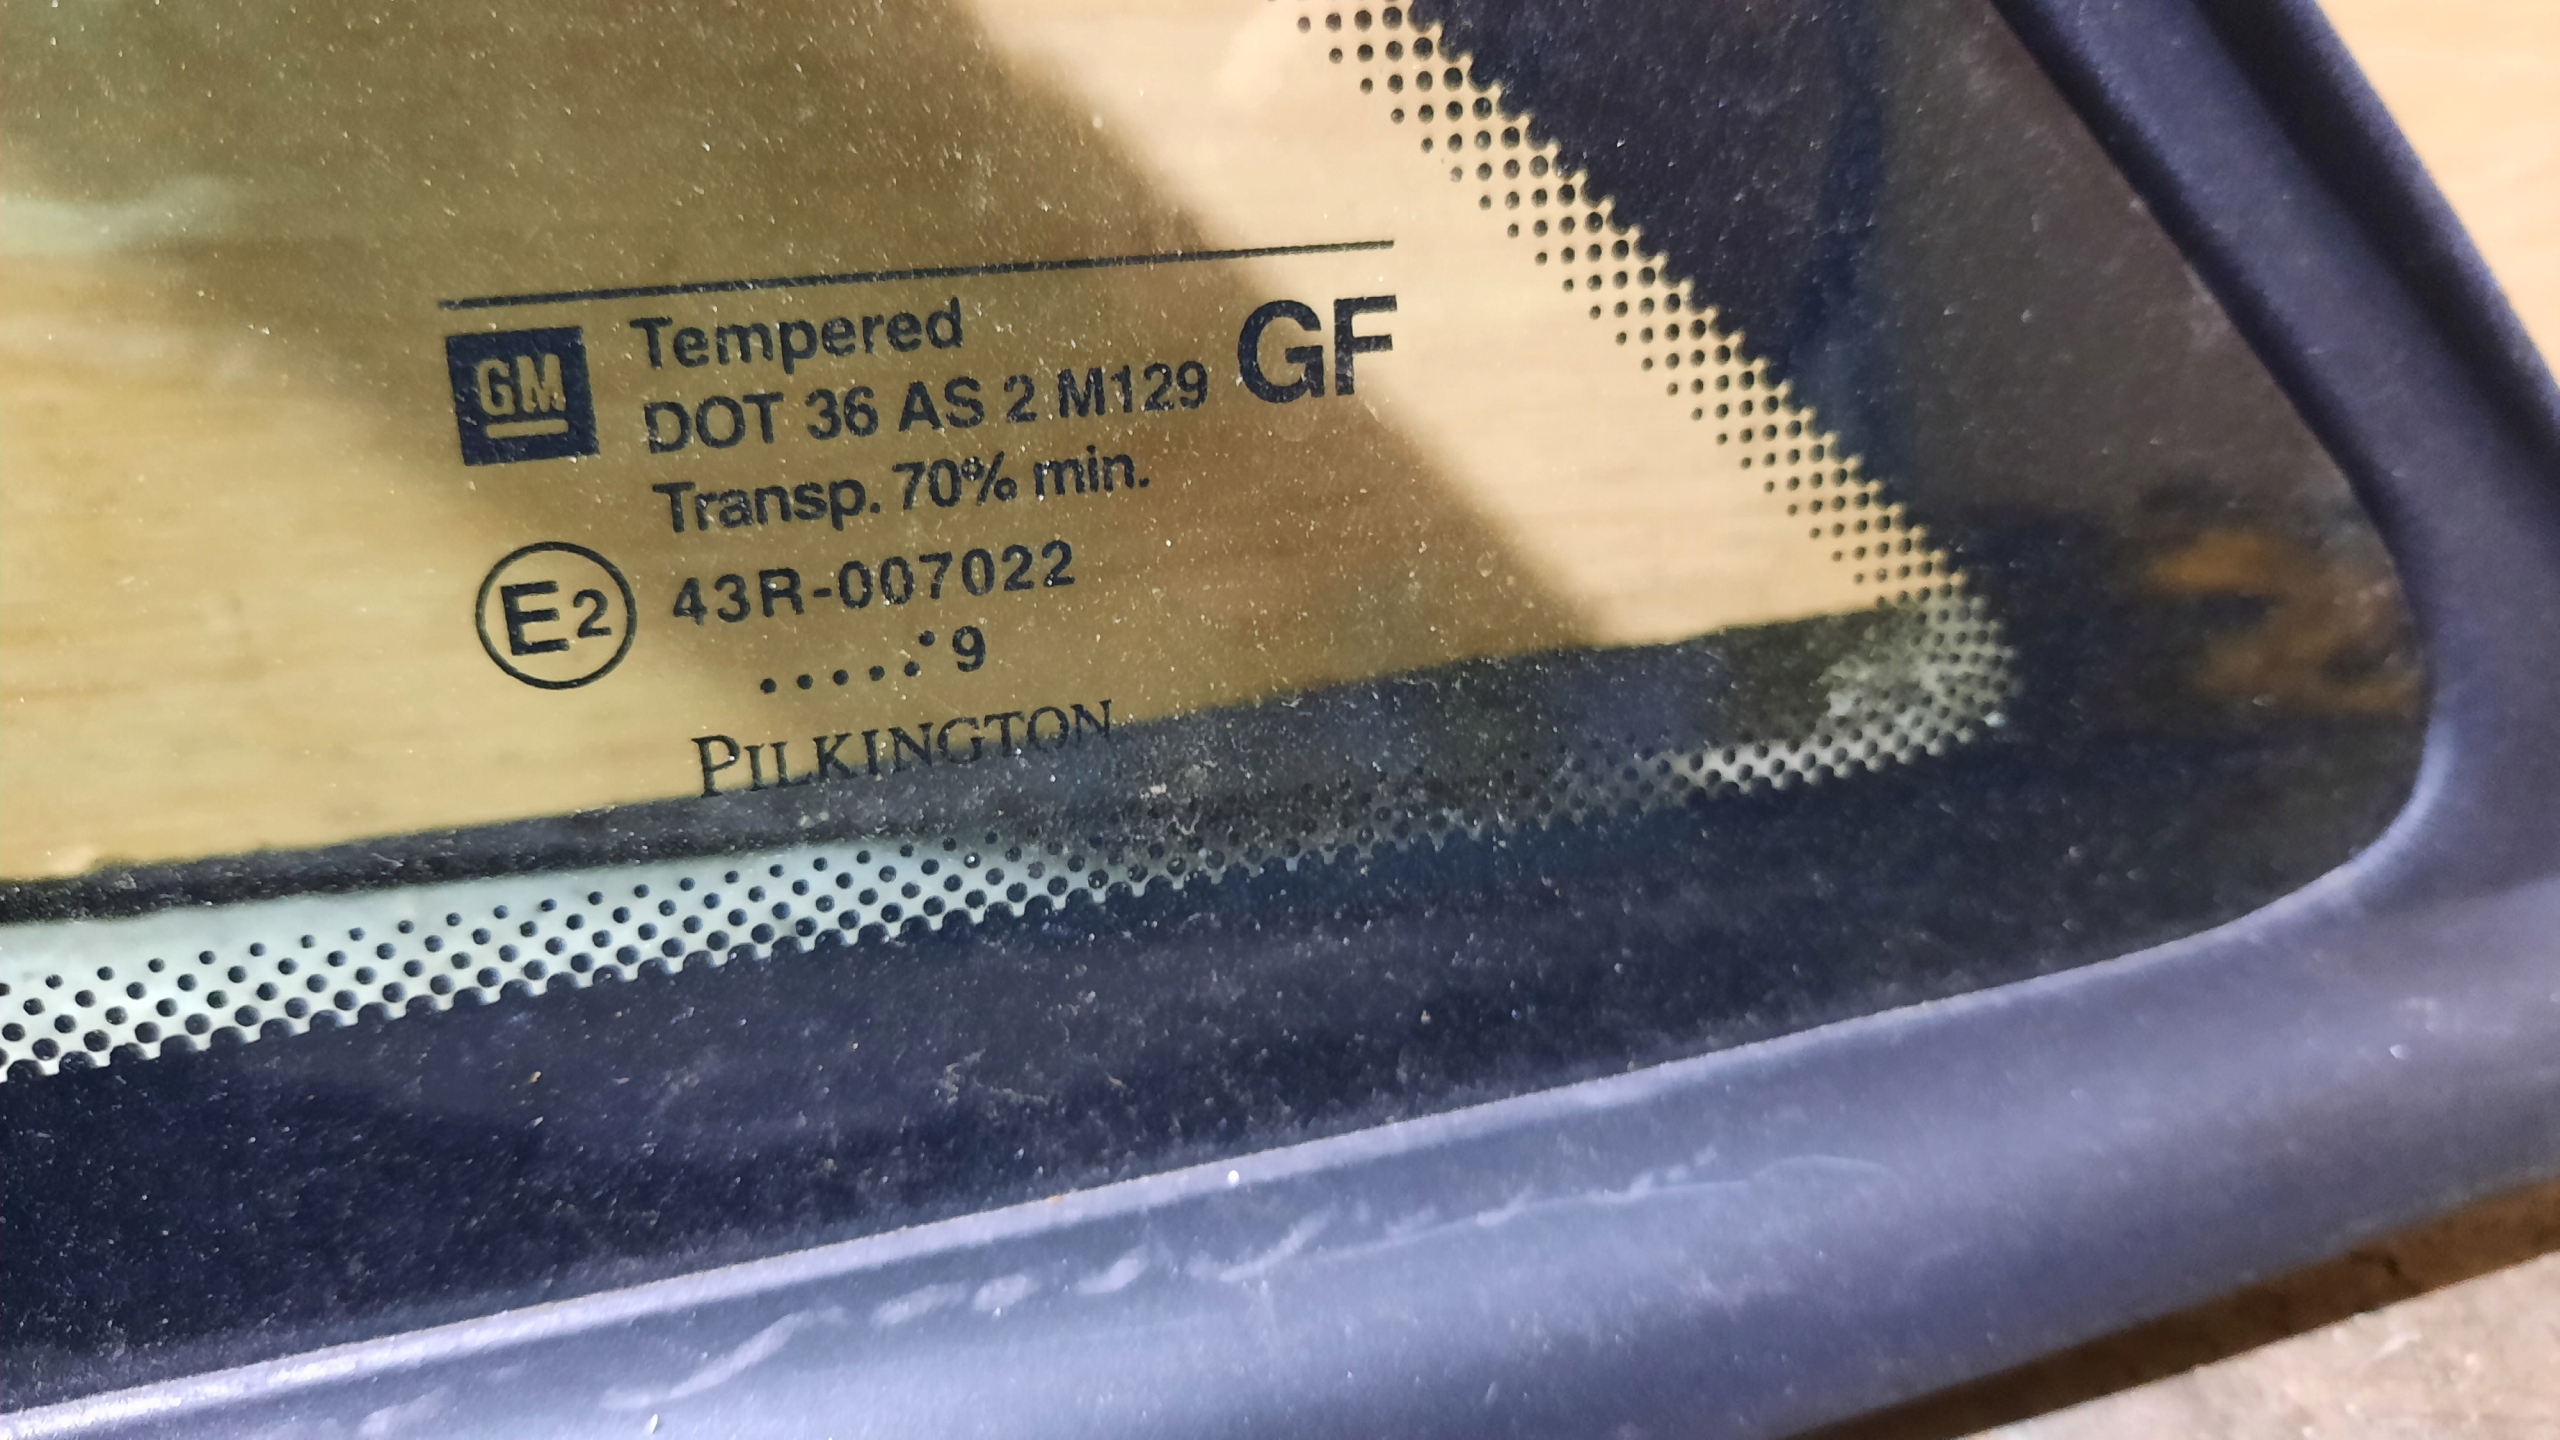 GM Tempered GF
DOT 36 AS 2 M129
Transp. 70% min.
E2 43R-007022
.....:9
PILKINGTON